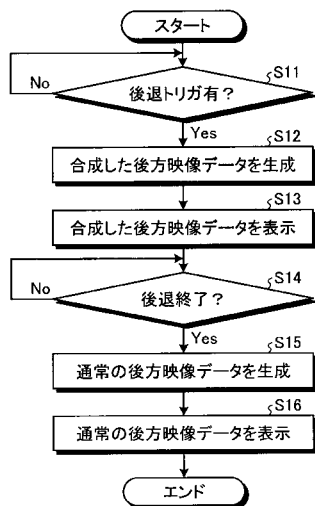 スタート
S11
後退トリガ有?
No
Yes
S12
合成した後方映像データを生成
S13
合成した後方映像データを表示
S14
後退終了?
No
Yes
S15
通常の後方映像データを生成
S16
通常の後方映像データを表示
エンド